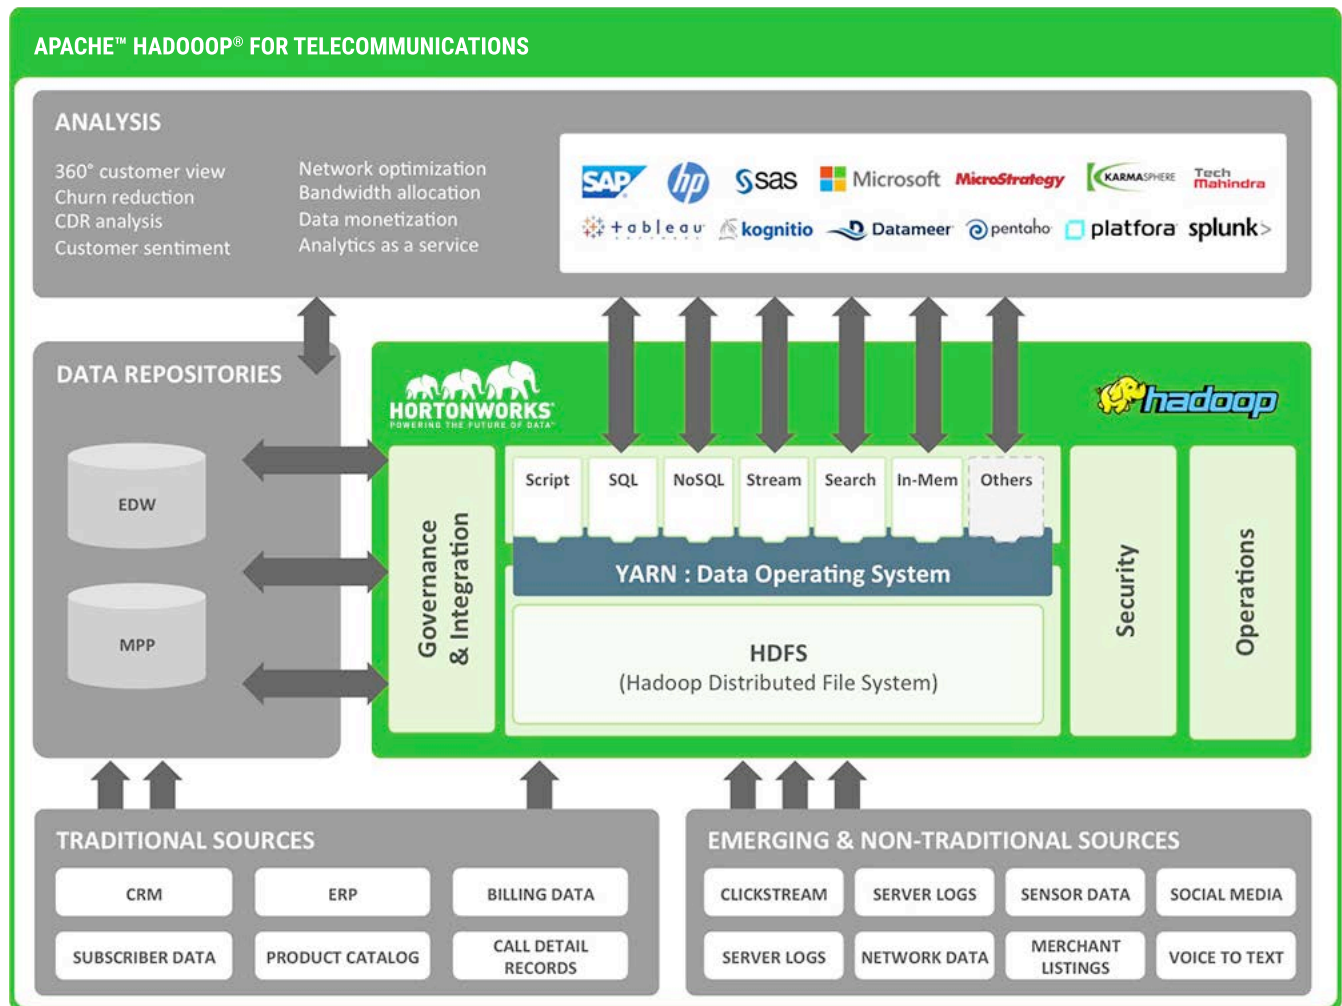 APACHE™ HADOOOP® FOR TELECOMMUNICATIONS
ANALYSIS
360° customer view
Churn reduction
CDR analysis
Customer sentiment
Network optimization
Bandwidth allocation
Data monetization
Analytics as a service
SAP hp sas Microsoft MicroStrategy KARMASPHERE Tech Mahindra
tableau kognitio Datameer pentaho platfora splunk>
DATA REPOSITORIES
EDW
MPP
HORTONWORKS
POWERING THE FUTURE OF DATA
hadoop
Governance
& Integration
Script SQL NoSQL Stream Search In-Mem Others
YARN : Data Operating System
HDFS
(Hadoop Distributed File System)
Security
Operations
TRADITIONAL SOURCES
CRM ERP BILLING DATA
SUBSCRIBER DATA PRODUCT CATALOG CALL DETAIL
RECORDS
EMERGING & NON-TRADITIONAL SOURCES
CLICKSTREAM SERVER LOGS SENSOR DATA SOCIAL MEDIA
SERVER LOGS NETWORK DATA MERCHANT
LISTINGS VOICE TO TEXT